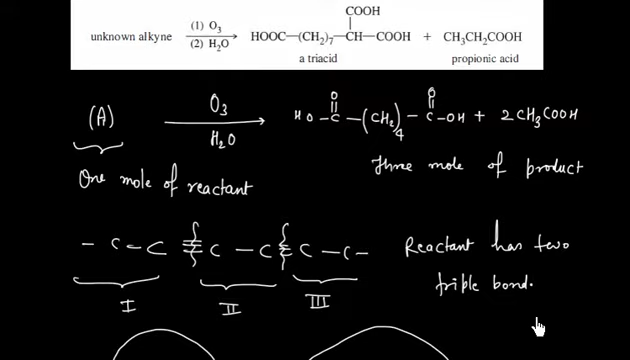 COOH
unknown alkyne (1) O₃ (2) H₂O HOOC—(CH₂)₇—CH—COOH + CH₃CH₂COOH
a triacid propionic acid
(A) O₃ H₂O HO-C(=O)-(CH₂)₄-C(=O)-OH + 2CH₃COOH
One mole of reactant
Three mole of product
- C - C ≡ C - C ≡ C - C -
Reactant has two
triple bond.
I II III